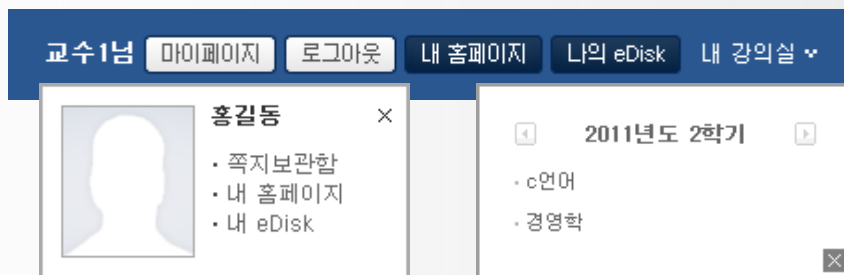 교수1님 마이페이지 로그아웃 내 홈페이지 나의 eDisk 내 강의실
홍길동
· 쪽지보관함
· 내 홈페이지
· 내 eDisk
2011년도 2학기
· c언어
· 경영학